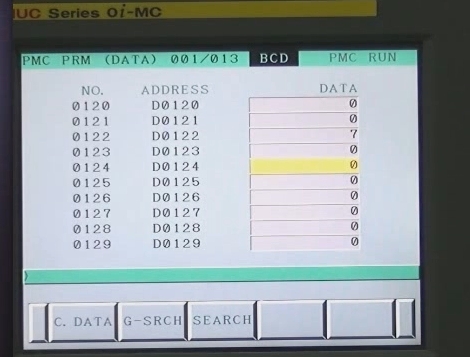 UC Series 0i-MC
PMC PRM (DATA) 001/013 BCD PMC RUN
NO. ADDRESS DATA
0120 D0120 0
0121 D0121 0
0122 D0122 7
0123 D0123 0
0124 D0124 0
0125 D0125 0
0126 D0126 0
0127 D0127 0
0128 D0128 0
0129 D0129 0
)
C. DATA G-SRCH SEARCH